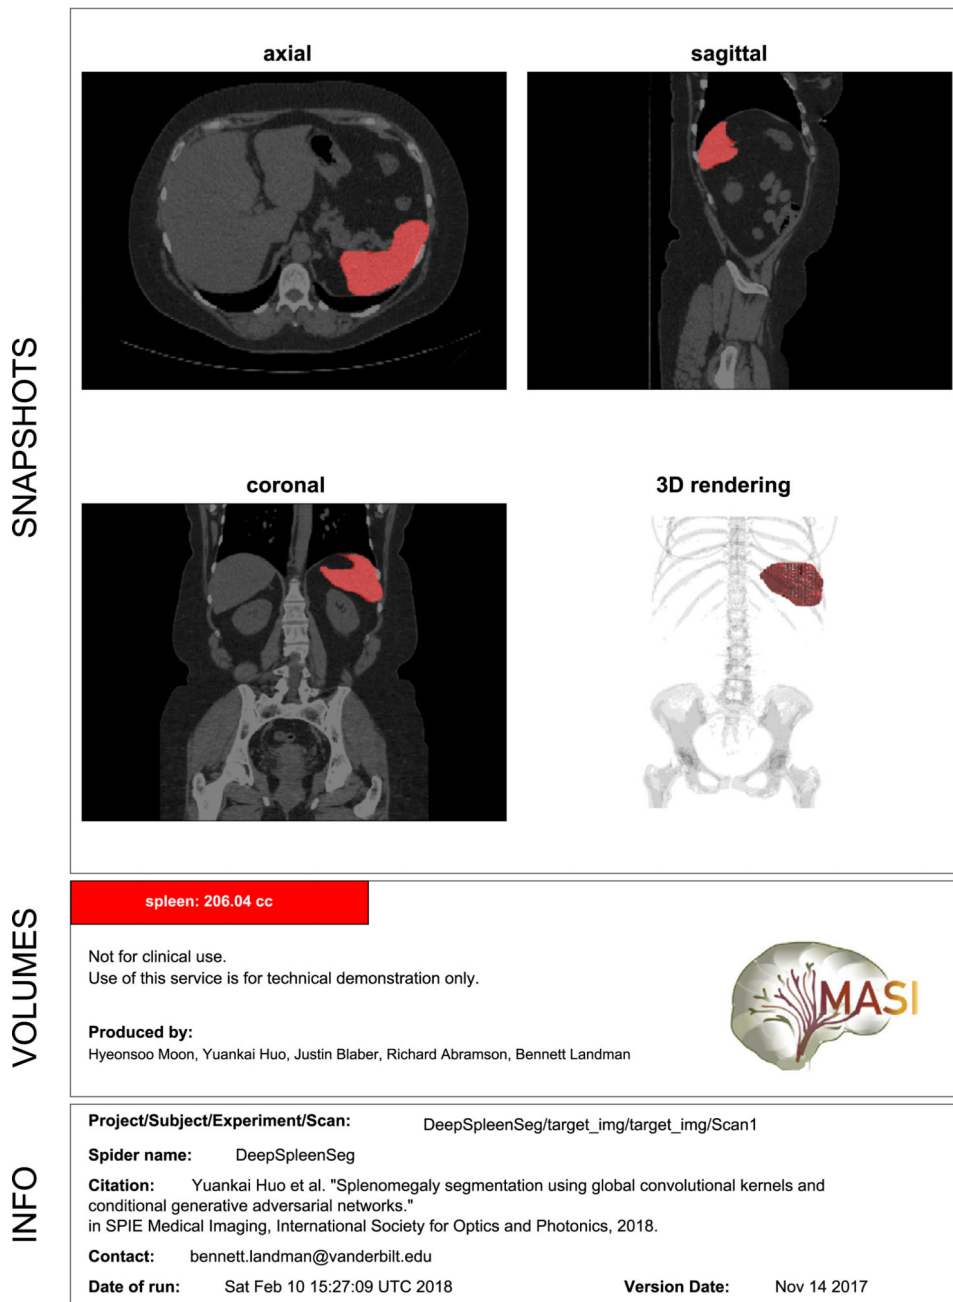 SNAPSHOTS
axial
sagittal
coronal
3D rendering
VOLUMES
spleen: 206.04 cc
Not for clinical use.
Use of this service is for technical demonstration only.
Produced by:
Hyeonsoo Moon, Yuankai Huo, Justin Blaber, Richard Abramson, Bennett Landman
MASI
INFO
Project/Subject/Experiment/Scan: DeepSpleenSeg/target_img/target_img/Scan1
Spider name: DeepSpleenSeg
Citation: Yuankai Huo et al. "Splenomegaly segmentation using global convolutional kernels and
conditional generative adversarial networks."
in SPIE Medical Imaging, International Society for Optics and Photonics, 2018.
Contact: bennett.landman@vanderbilt.edu
Date of run: Sat Feb 10 15:27:09 UTC 2018 Version Date: Nov 14 2017